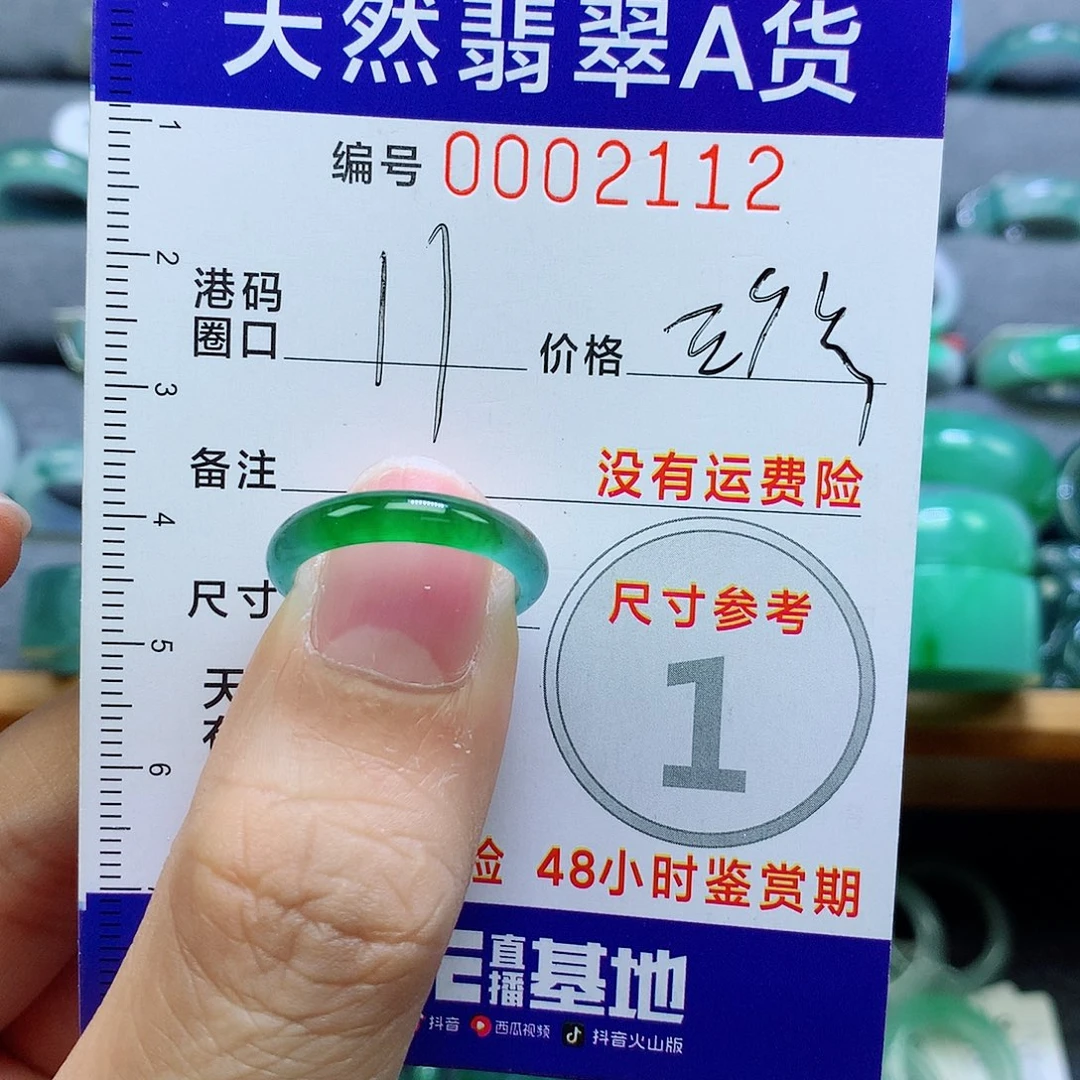 天然翡翠A货
编号 0002112
港码
圈口 11 价格
备注
没有运费险
尺寸
尺寸参考
1
天
1
2
3
4
5
6
险 48小时鉴赏期
直播基地
抖音 西瓜视频 抖音火山版